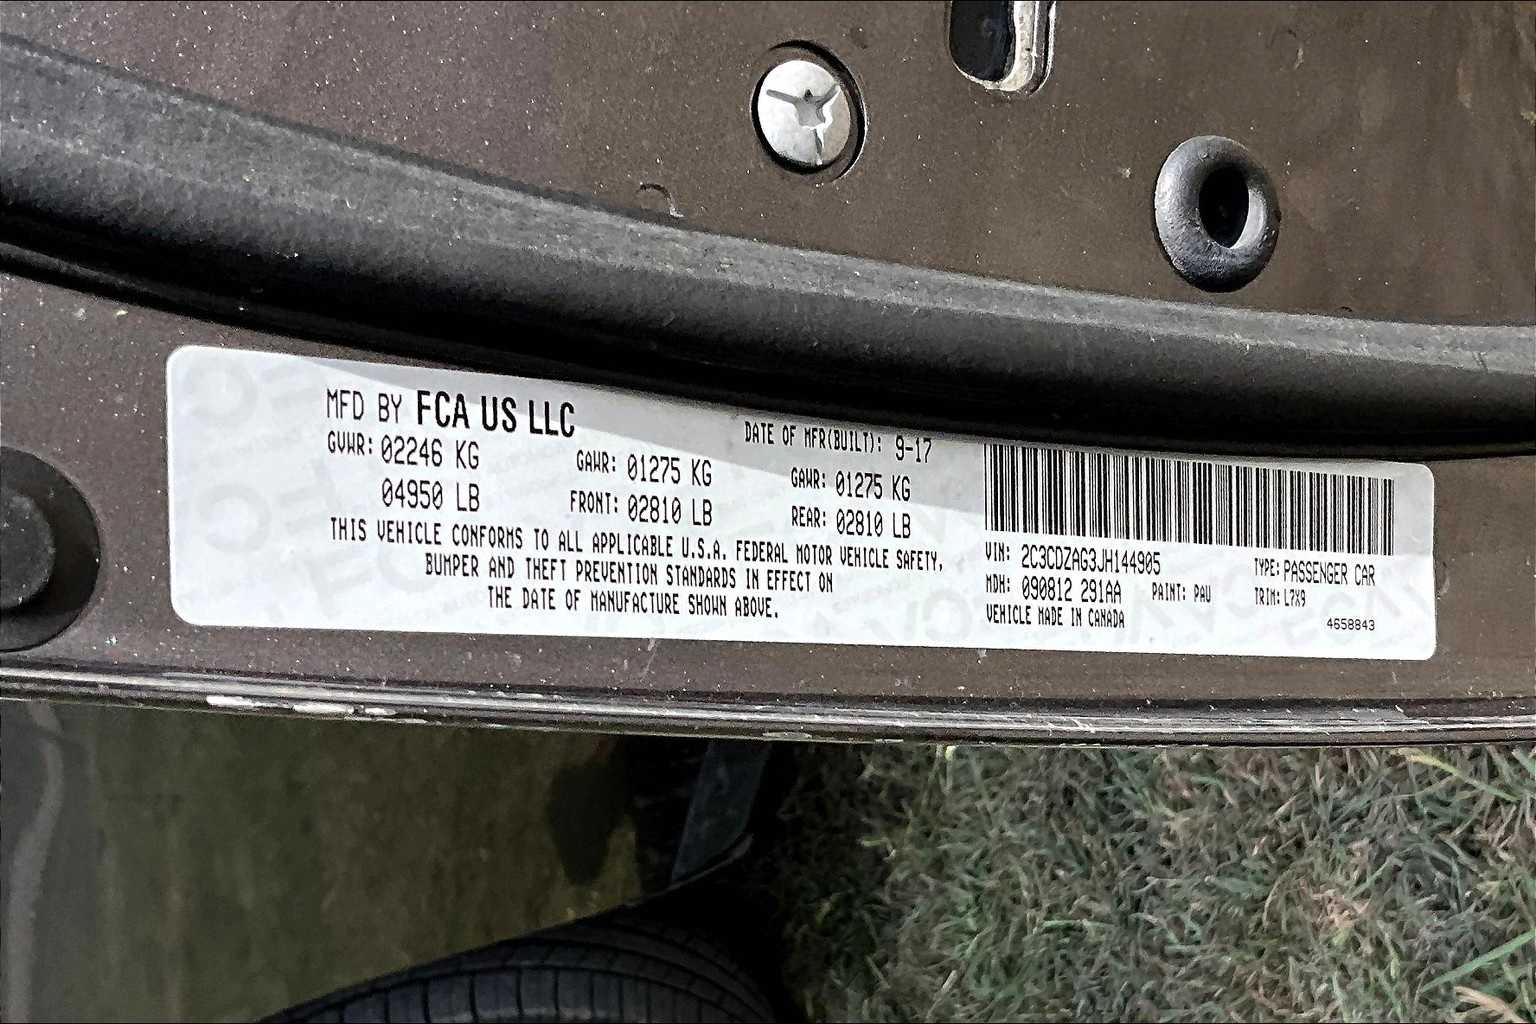 MFD BY FCA US LLC
DATE OF MFR(BUILT): 9-17
GVWR: 02246 KG
04950 LB
GAWR: 01275 KG
FRONT: 02810 LB
GAWR: 01275 KG
REAR: 02810 LB
THIS VEHICLE CONFORMS TO ALL APPLICABLE U.S.A. FEDERAL MOTOR VEHICLE SAFETY,
BUMPER AND THEFT PREVENTION STANDARDS IN EFFECT ON
THE DATE OF MANUFACTURE SHOWN ABOVE.
VIN: 2C3CDZAG3JH144905
TYPE: PASSENGER CAR
MDH: 090812 291AA PAINT: PAU
TRIM: L7X9
VEHICLE MADE IN CANADA
4658843